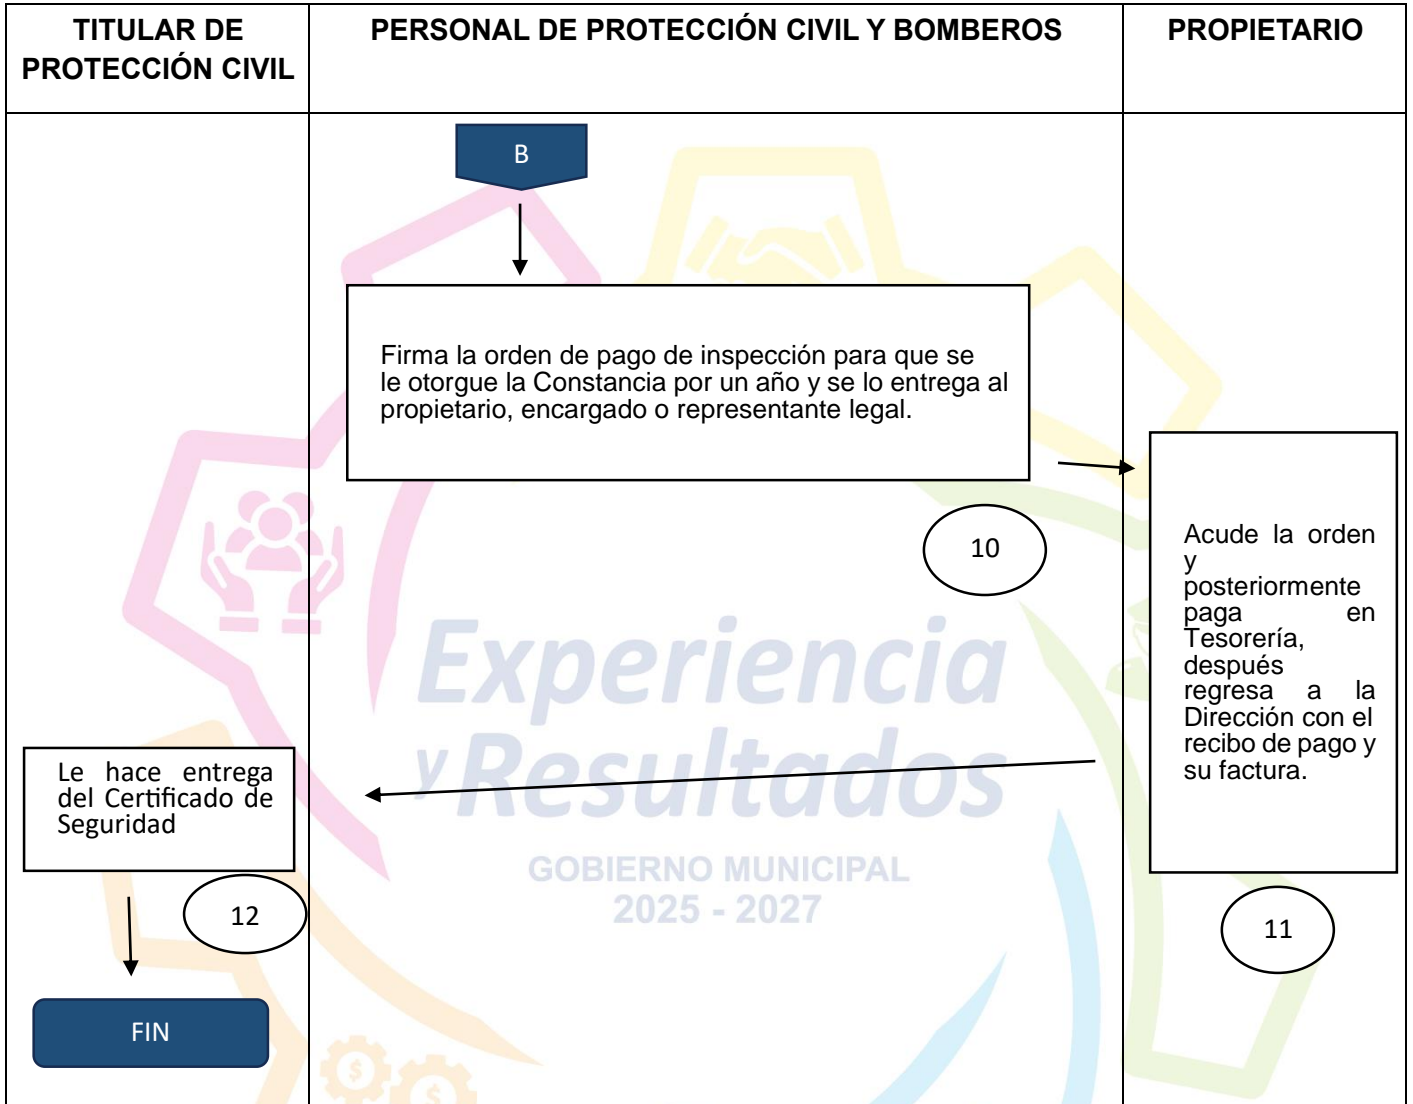 TITULAR DE
PROTECCIÓN CIVIL
PERSONAL DE PROTECCIÓN CIVIL Y BOMBEROS
PROPIETARIO
B
Firma la orden de pago de inspección para que se
le otorgue la Constancia por un año y se lo entrega al
propietario, encargado o representante legal.
10
Acude la orden
y
posteriormente
paga en
Tesorería,
después
regresa a la
Dirección con el
recibo de pago y
su factura.
11
Experiencia
y Resultados
GOBIERNO MUNICIPAL
2025 - 2027
Le hace entrega
del Certificado de
Seguridad
12
FIN